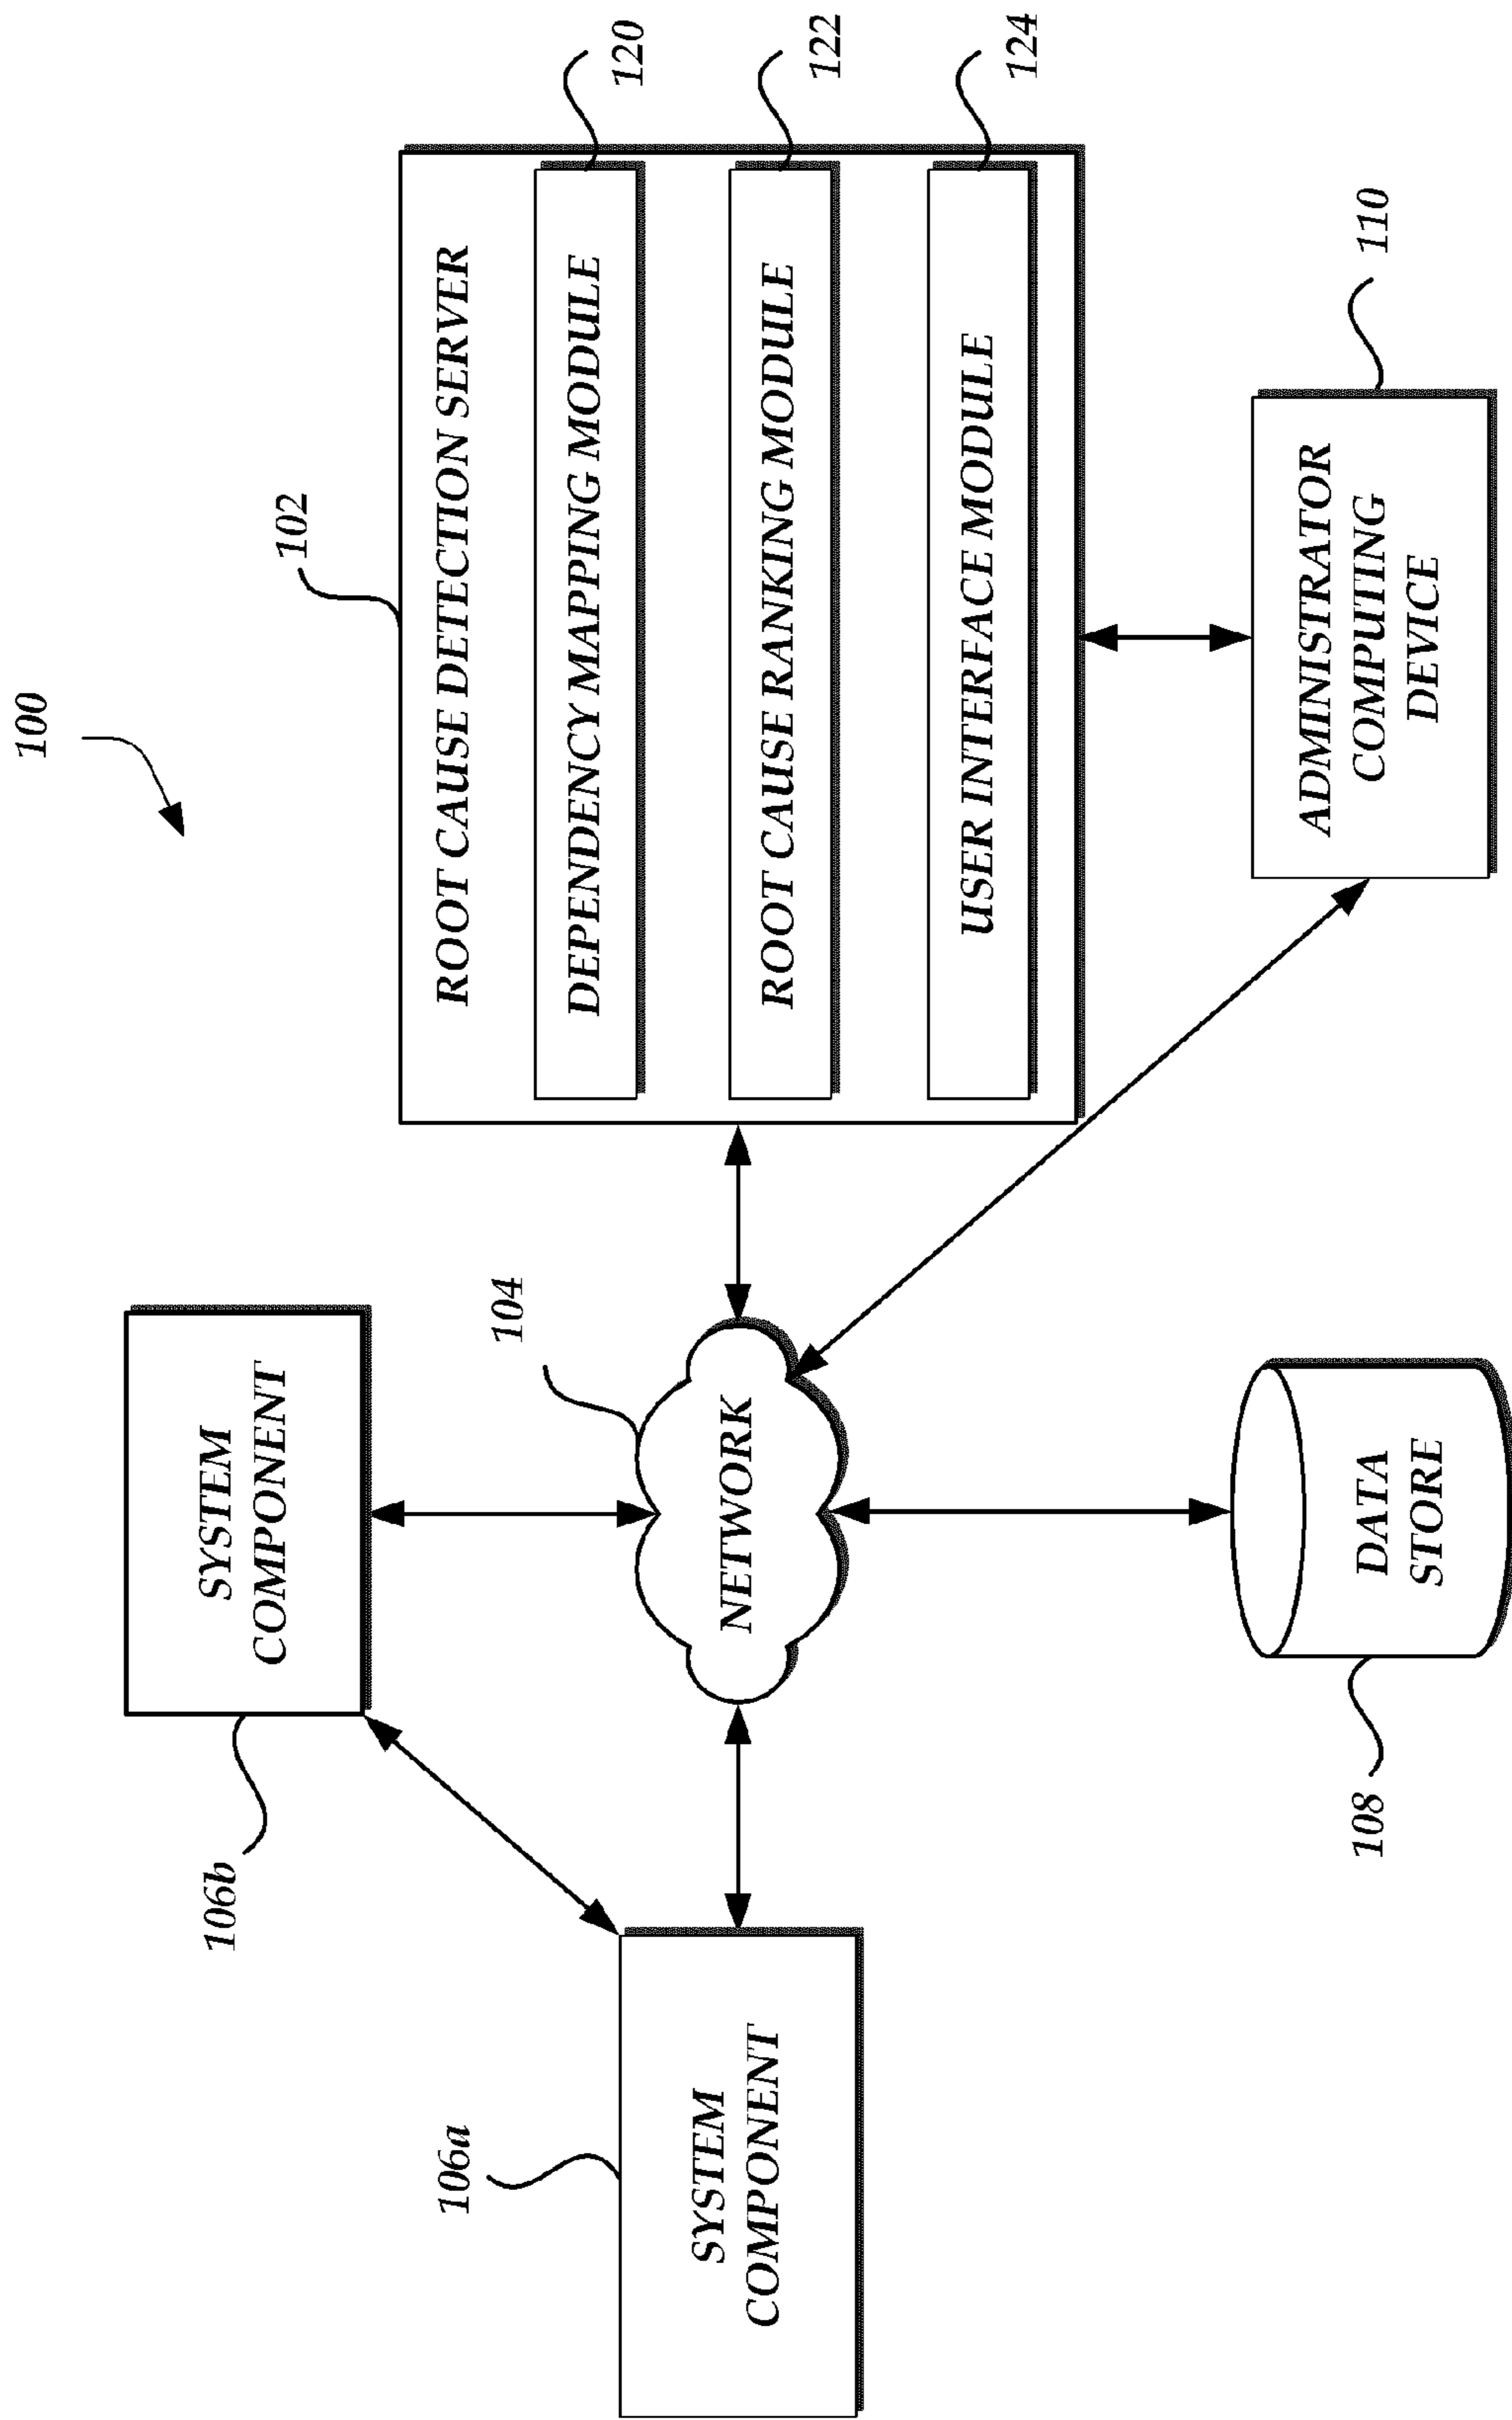 100
102
ROOT CAUSE DETECTION SERVER
DEPENDENCY MAPPING MODULE
120
ROOT CAUSE RANKING MODULE
122
USER INTERFACE MODULE
124
106b
SYSTEM
COMPONENT
106a
SYSTEM
COMPONENT
104
NETWORK
108
DATA
STORE
ADMINISTRATOR
COMPUTING
DEVICE
110